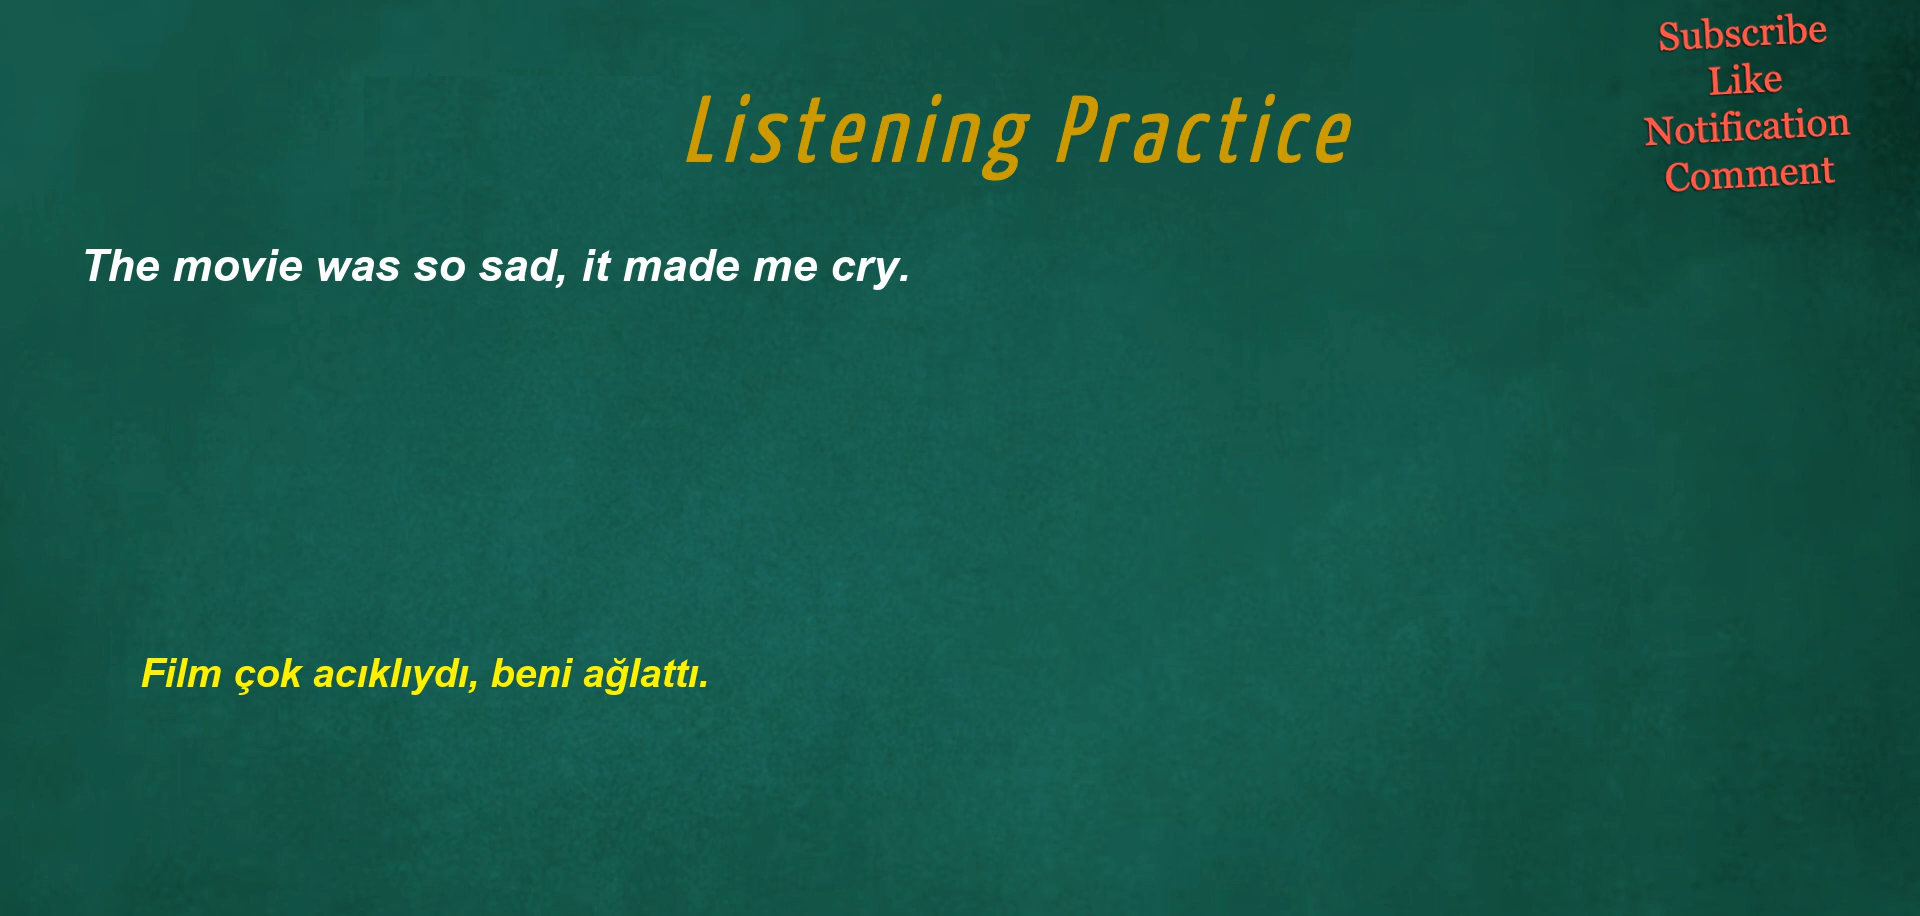 Subscribe
Like
Notification
Comment
Listening Practice
The movie was so sad, it made me cry.
Film çok acıklıydı, beni ağlattı.